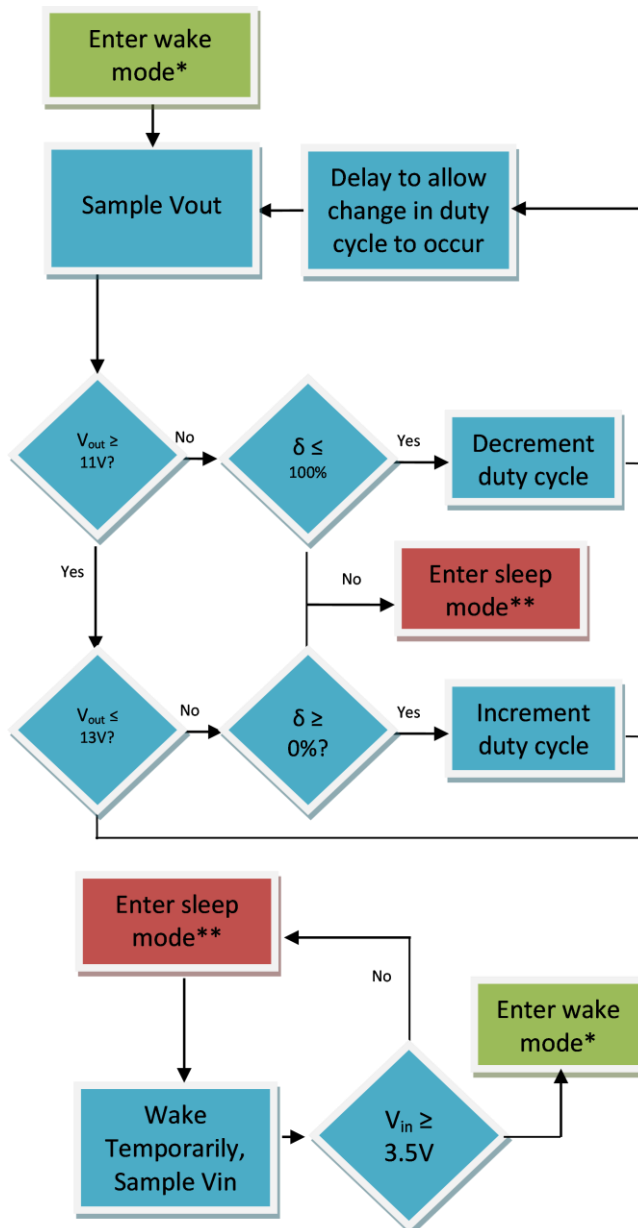 Enter wake
mode*
Sample Vout
Delay to allow
change in duty
cycle to occur
Vout ≥
11V?
No
δ ≤
100%
Yes
Decrement
duty cycle
Yes
No
Enter sleep
mode**
Vout ≤
13V?
No
δ ≥
0%?
Yes
Increment
duty cycle
Enter sleep
mode**
No
Enter wake
mode*
Wake
Temporarily,
Sample Vin
Vin ≥
3.5V